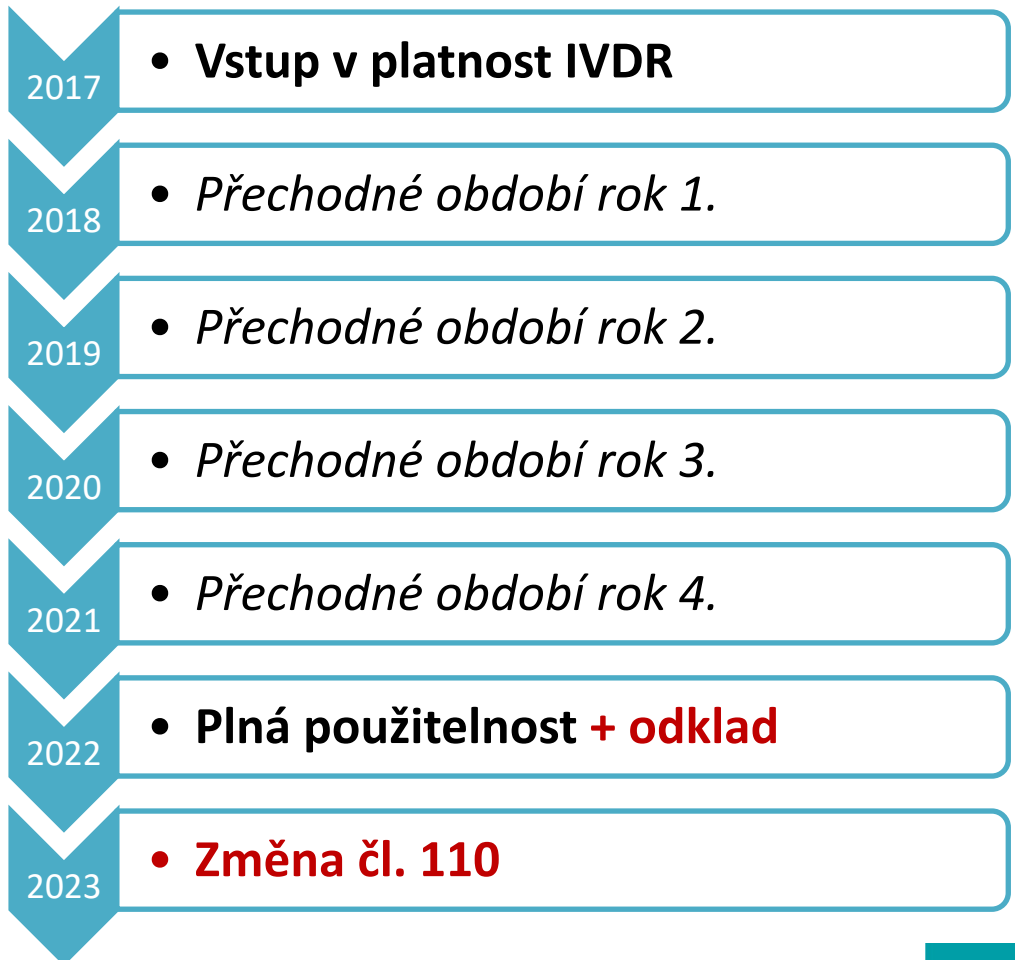 2017
• Vstup v platnost IVDR
2018
• Přechodné období rok 1.
2019
• Přechodné období rok 2.
2020
• Přechodné období rok 3.
2021
• Přechodné období rok 4.
2022
• Plná použitelnost + odklad
2023
• Změna čl. 110